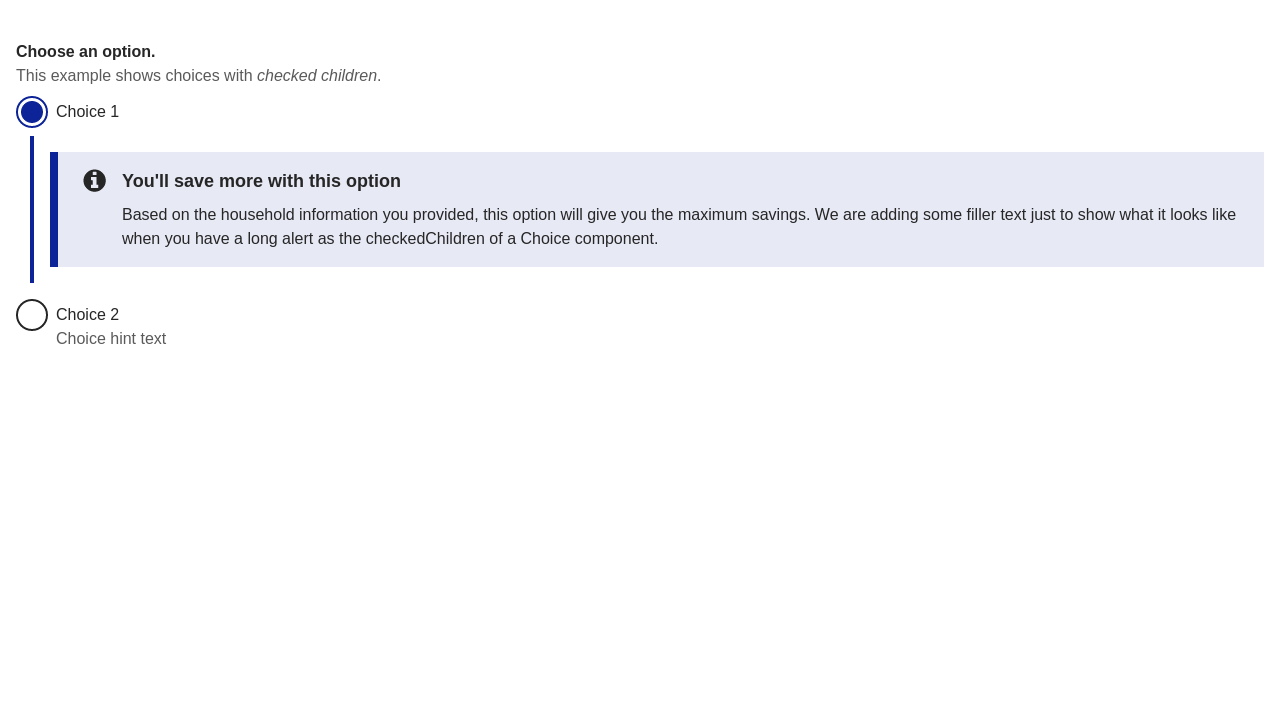 Choose an option.
This example shows choices with checked children.
Choice 1
You'll save more with this option
Based on the household information you provided, this option will give you the maximum savings. We are adding some filler text just to show what it looks like
when you have a long alert as the checkedChildren of a Choice component.
Choice 2
Choice hint text